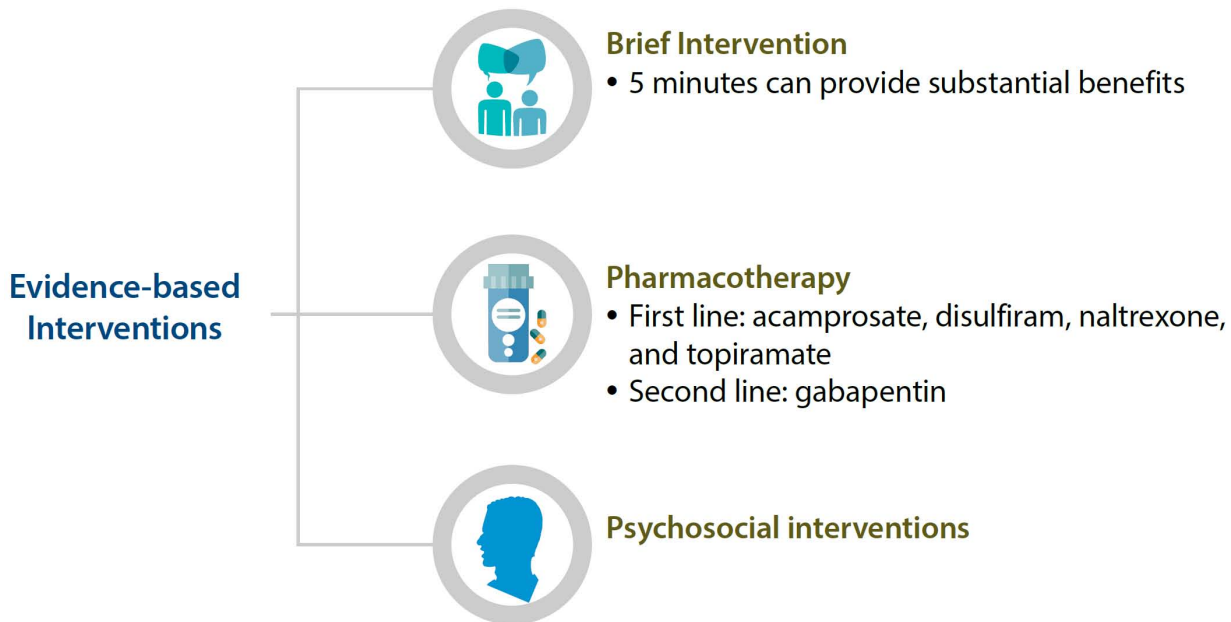 Evidence-based
Interventions
Brief Intervention
• 5 minutes can provide substantial benefits
Pharmacotherapy
• First line: acamprosate, disulfiram, naltrexone,
and topiramate
• Second line: gabapentin
Psychosocial interventions